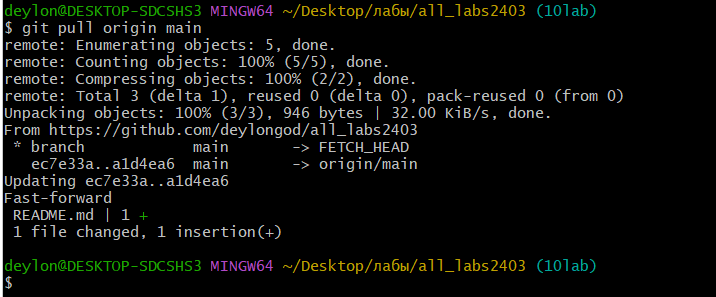 deylon@DESKTOP-SDCSHS3 MINGW64 ~/Desktop/лабы/all_labs2403 (10lab)
$ git pull origin main
remote: Enumerating objects: 5, done.
remote: Counting objects: 100% (5/5), done.
remote: Compressing objects: 100% (2/2), done.
remote: Total 3 (delta 1), reused 0 (delta 0), pack-reused 0 (from 0)
Unpacking objects: 100% (3/3), 946 bytes | 32.00 KiB/s, done.
From https://github.com/deylongod/all_labs2403
 * branch            main       -> FETCH_HEAD
   ec7e33a..a1d4ea6  main       -> origin/main
Updating ec7e33a..a1d4ea6
Fast-forward
 README.md | 1 +
 1 file changed, 1 insertion(+)
deylon@DESKTOP-SDCSHS3 MINGW64 ~/Desktop/лабы/all_labs2403 (10lab)
$